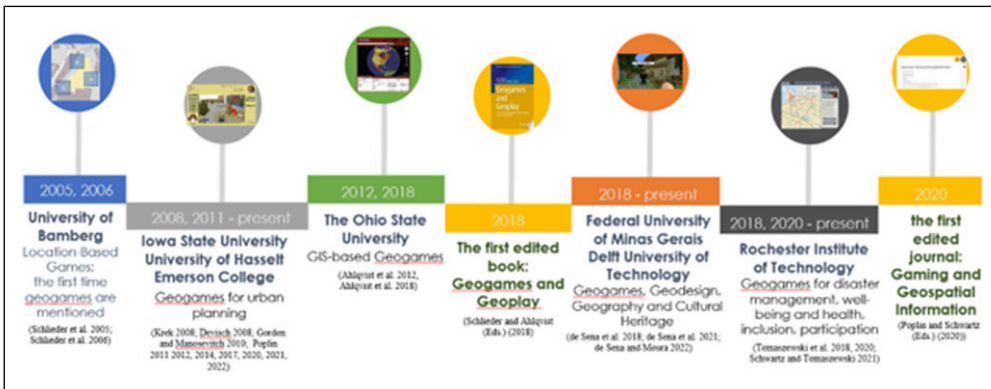 2005, 2006
University of
Bamberg
Location-Based
Games:
the first time
geogames are
mentioned
(Schlieder et al. 2005;
Schlieder et al. 2006)
2008, 2011 - present
Iowa State University
University of Hasselt
Emerson College
Geogames for urban
planning
(Krek 2008; Devisch 2008; Gorden
and Manosevitch 2010; Poplin
2011 2012, 2014, 2017, 2020, 2021,
2022)
2012, 2018
The Ohio State
University
GIS-based Geogames
(Ahlqvist et al. 2012,
Ahlqvist et al. 2018)
Geogames
and
Geoplay
2018
The first edited
book:
Geogames and
Geoplay
(Schlieder and Ahlqvist
(Eds.) (2018)
2018 - present
Federal University
of Minas Gerais
Delft University of
Technology
Geogames, Geodesign,
Geography and Cultural
Heritage
(de Sena et al. 2018; de Sena et al. 2021;
de Sena and Moura 2022)
2018, 2020 - present
Rochester Institute
of Technology
Geogames for disaster
management, well-
being and health,
inclusion, participation
(Tomaszewski et al. 2018, 2020;
Schwartz and Tomaszewski 2021)
2020
the first
edited
journal:
Gaming and
Geospatial
Information
(Poplin and Schwartz
(Eds.) (2020))